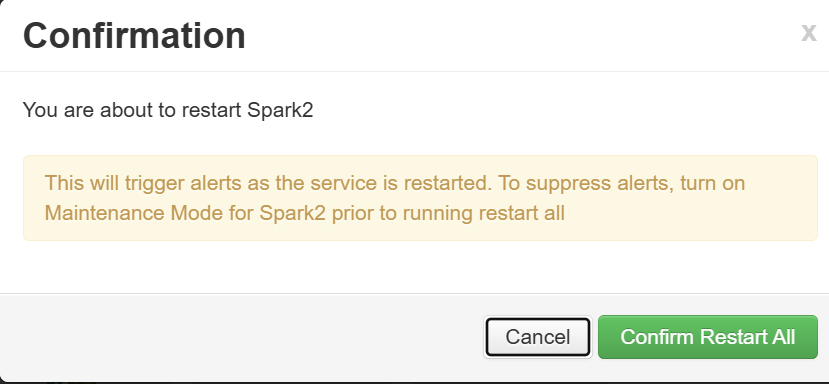 Confirmation
x
You are about to restart Spark2
This will trigger alerts as the service is restarted. To suppress alerts, turn on
Maintenance Mode for Spark2 prior to running restart all
Cancel
Confirm Restart All